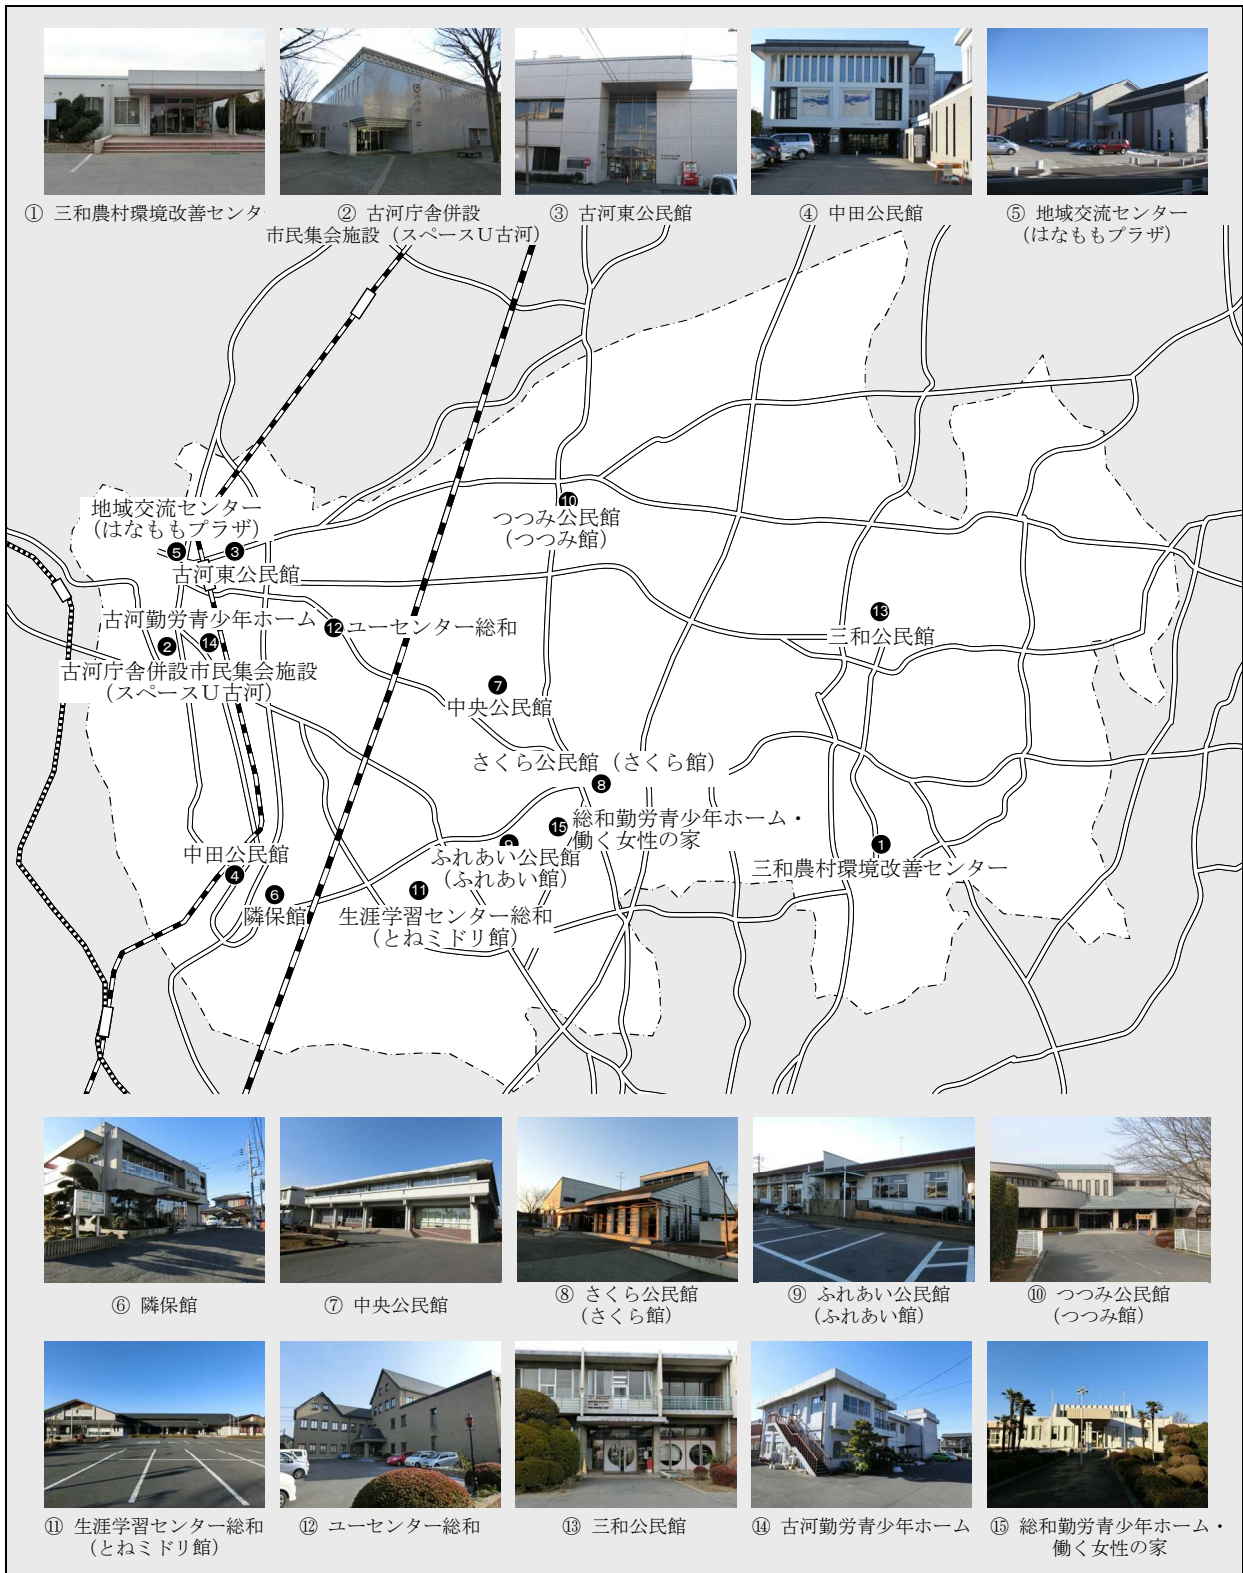 ① 三和農村環境改善センタ
② 古河庁舎併設
市民集会施設（スペースＵ古河）
③ 古河東公民館
④ 中田公民館
⑤ 地域交流センター
（はなももプラザ）
10
つつみ公民館
（つつみ館）
地域交流センター
（はなももプラザ）
5
3
古河東公民館
古河勤労青少年ホーム
12 ユーセンター総和
2
14
古河庁舎併設市民集会施設
（スペースＵ古河）
13
三和公民館
7
中央公民館
さくら公民館（さくら館）
8
15 総和勤労青少年ホーム・
働く女性の家
9
ふれあい公民館
（ふれあい館）
1
三和農村環境改善センター
中田公民館
4
6
隣保館
11
生涯学習センター総和
（とねミドリ館）
⑥ 隣保館
⑦ 中央公民館
⑧ さくら公民館
（さくら館）
⑨ ふれあい公民館
（ふれあい館）
⑩ つつみ公民館
（つつみ館）
⑪ 生涯学習センター総和
（とねミドリ館）
⑫ ユーセンター総和
⑬ 三和公民館
⑭ 古河勤労青少年ホーム
⑮ 総和勤労青少年ホーム・
働く女性の家